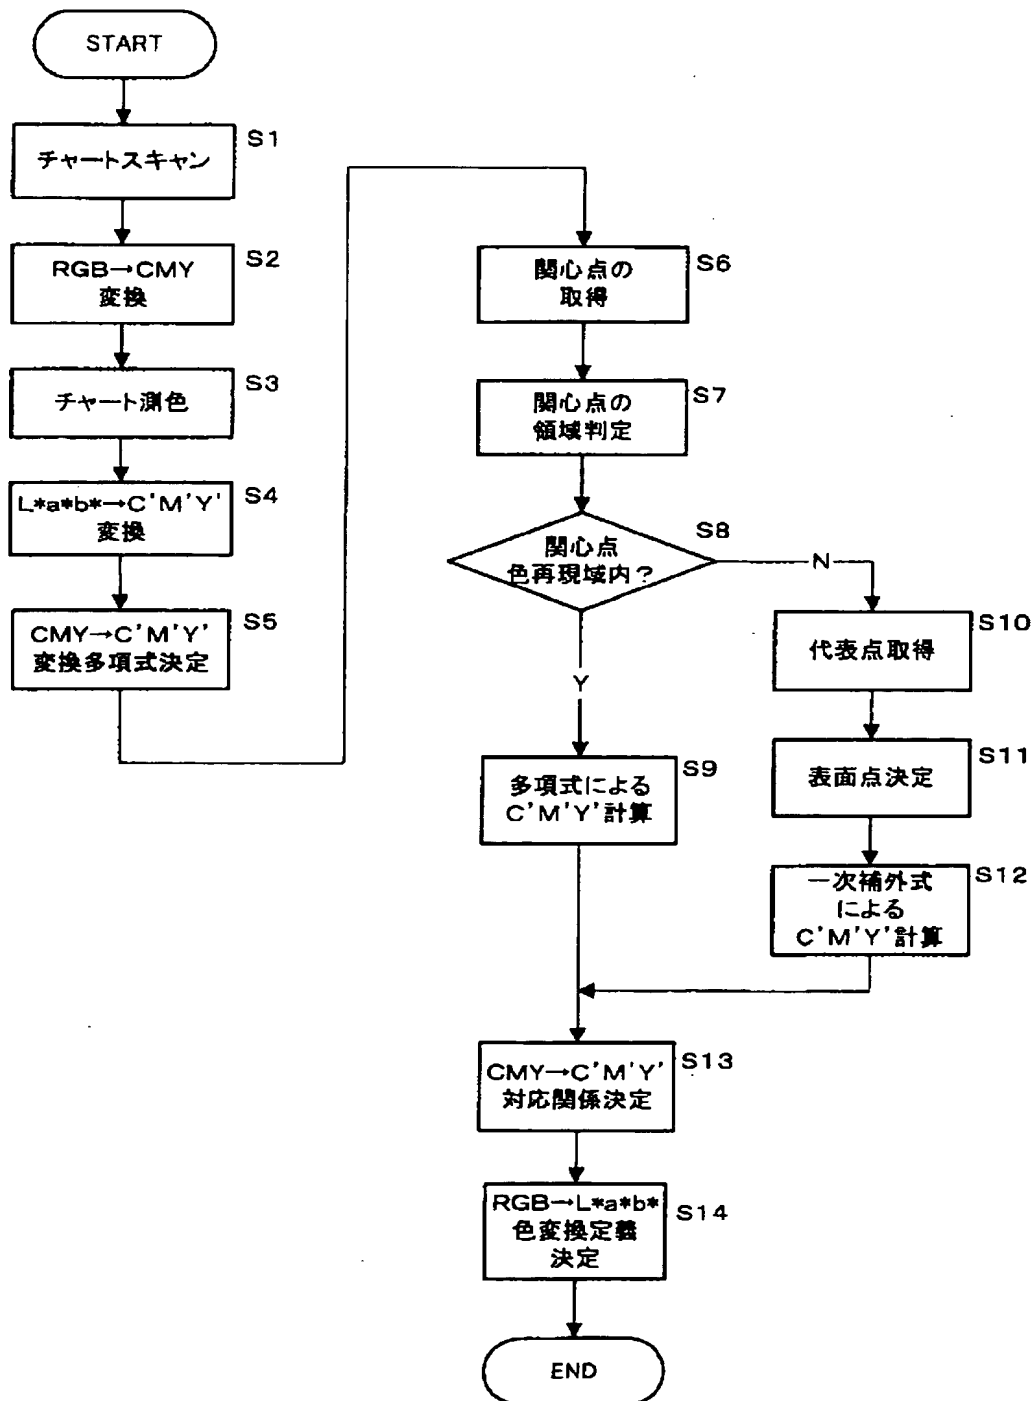 START
S1
チャートスキャン
S2
RGB→CMY
変換
S3
チャート測色
S4
L*a*b*→C'M'Y'
変換
S5
CMY→C'M'Y'
変換多項式決定
S6
関心点の
取得
S7
関心点の
領域判定
S8
関心点
色再現域内?
N
Y
S9
多項式による
C'M'Y'計算
S10
代表点取得
S11
表面点決定
S12
一次補外式
による
C'M'Y'計算
S13
CMY→C'M'Y'
対応関係決定
S14
RGB→L*a*b*
色変換定義
決定
END